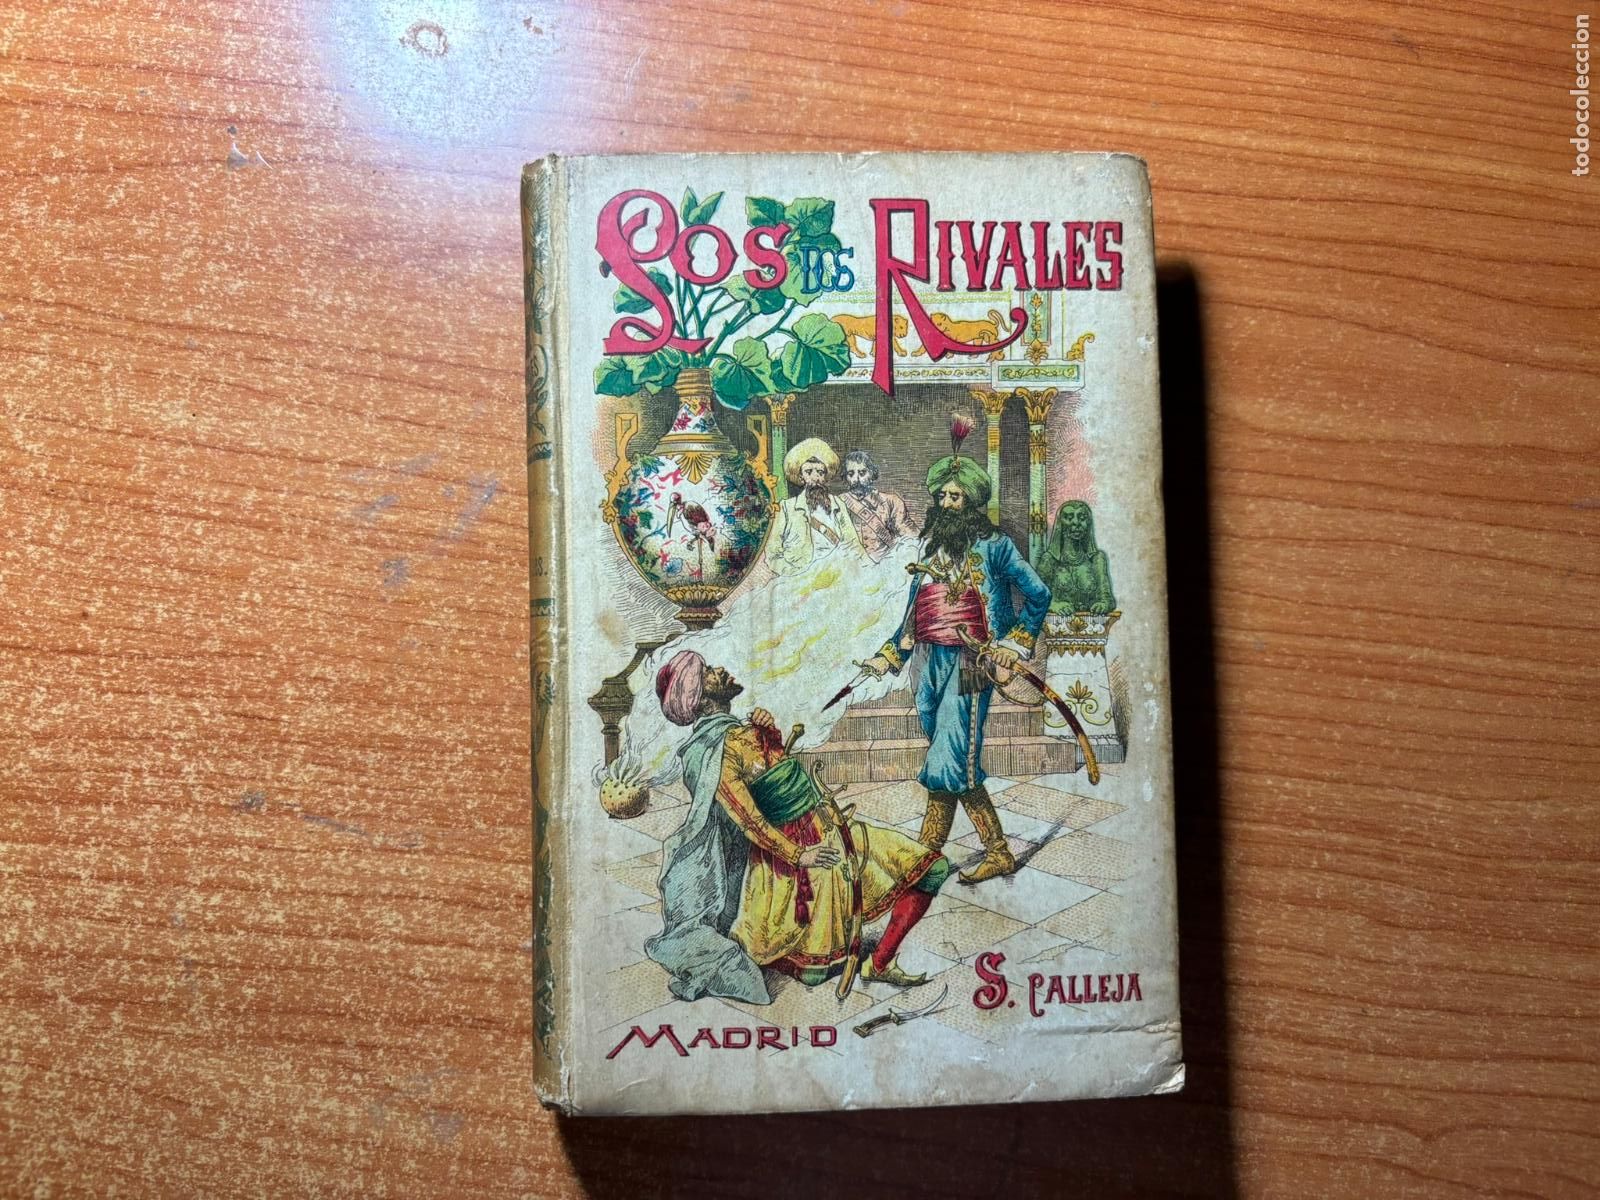 LOS DOS RIVALES
S. CALLEJA
MADRID
todocoleccion